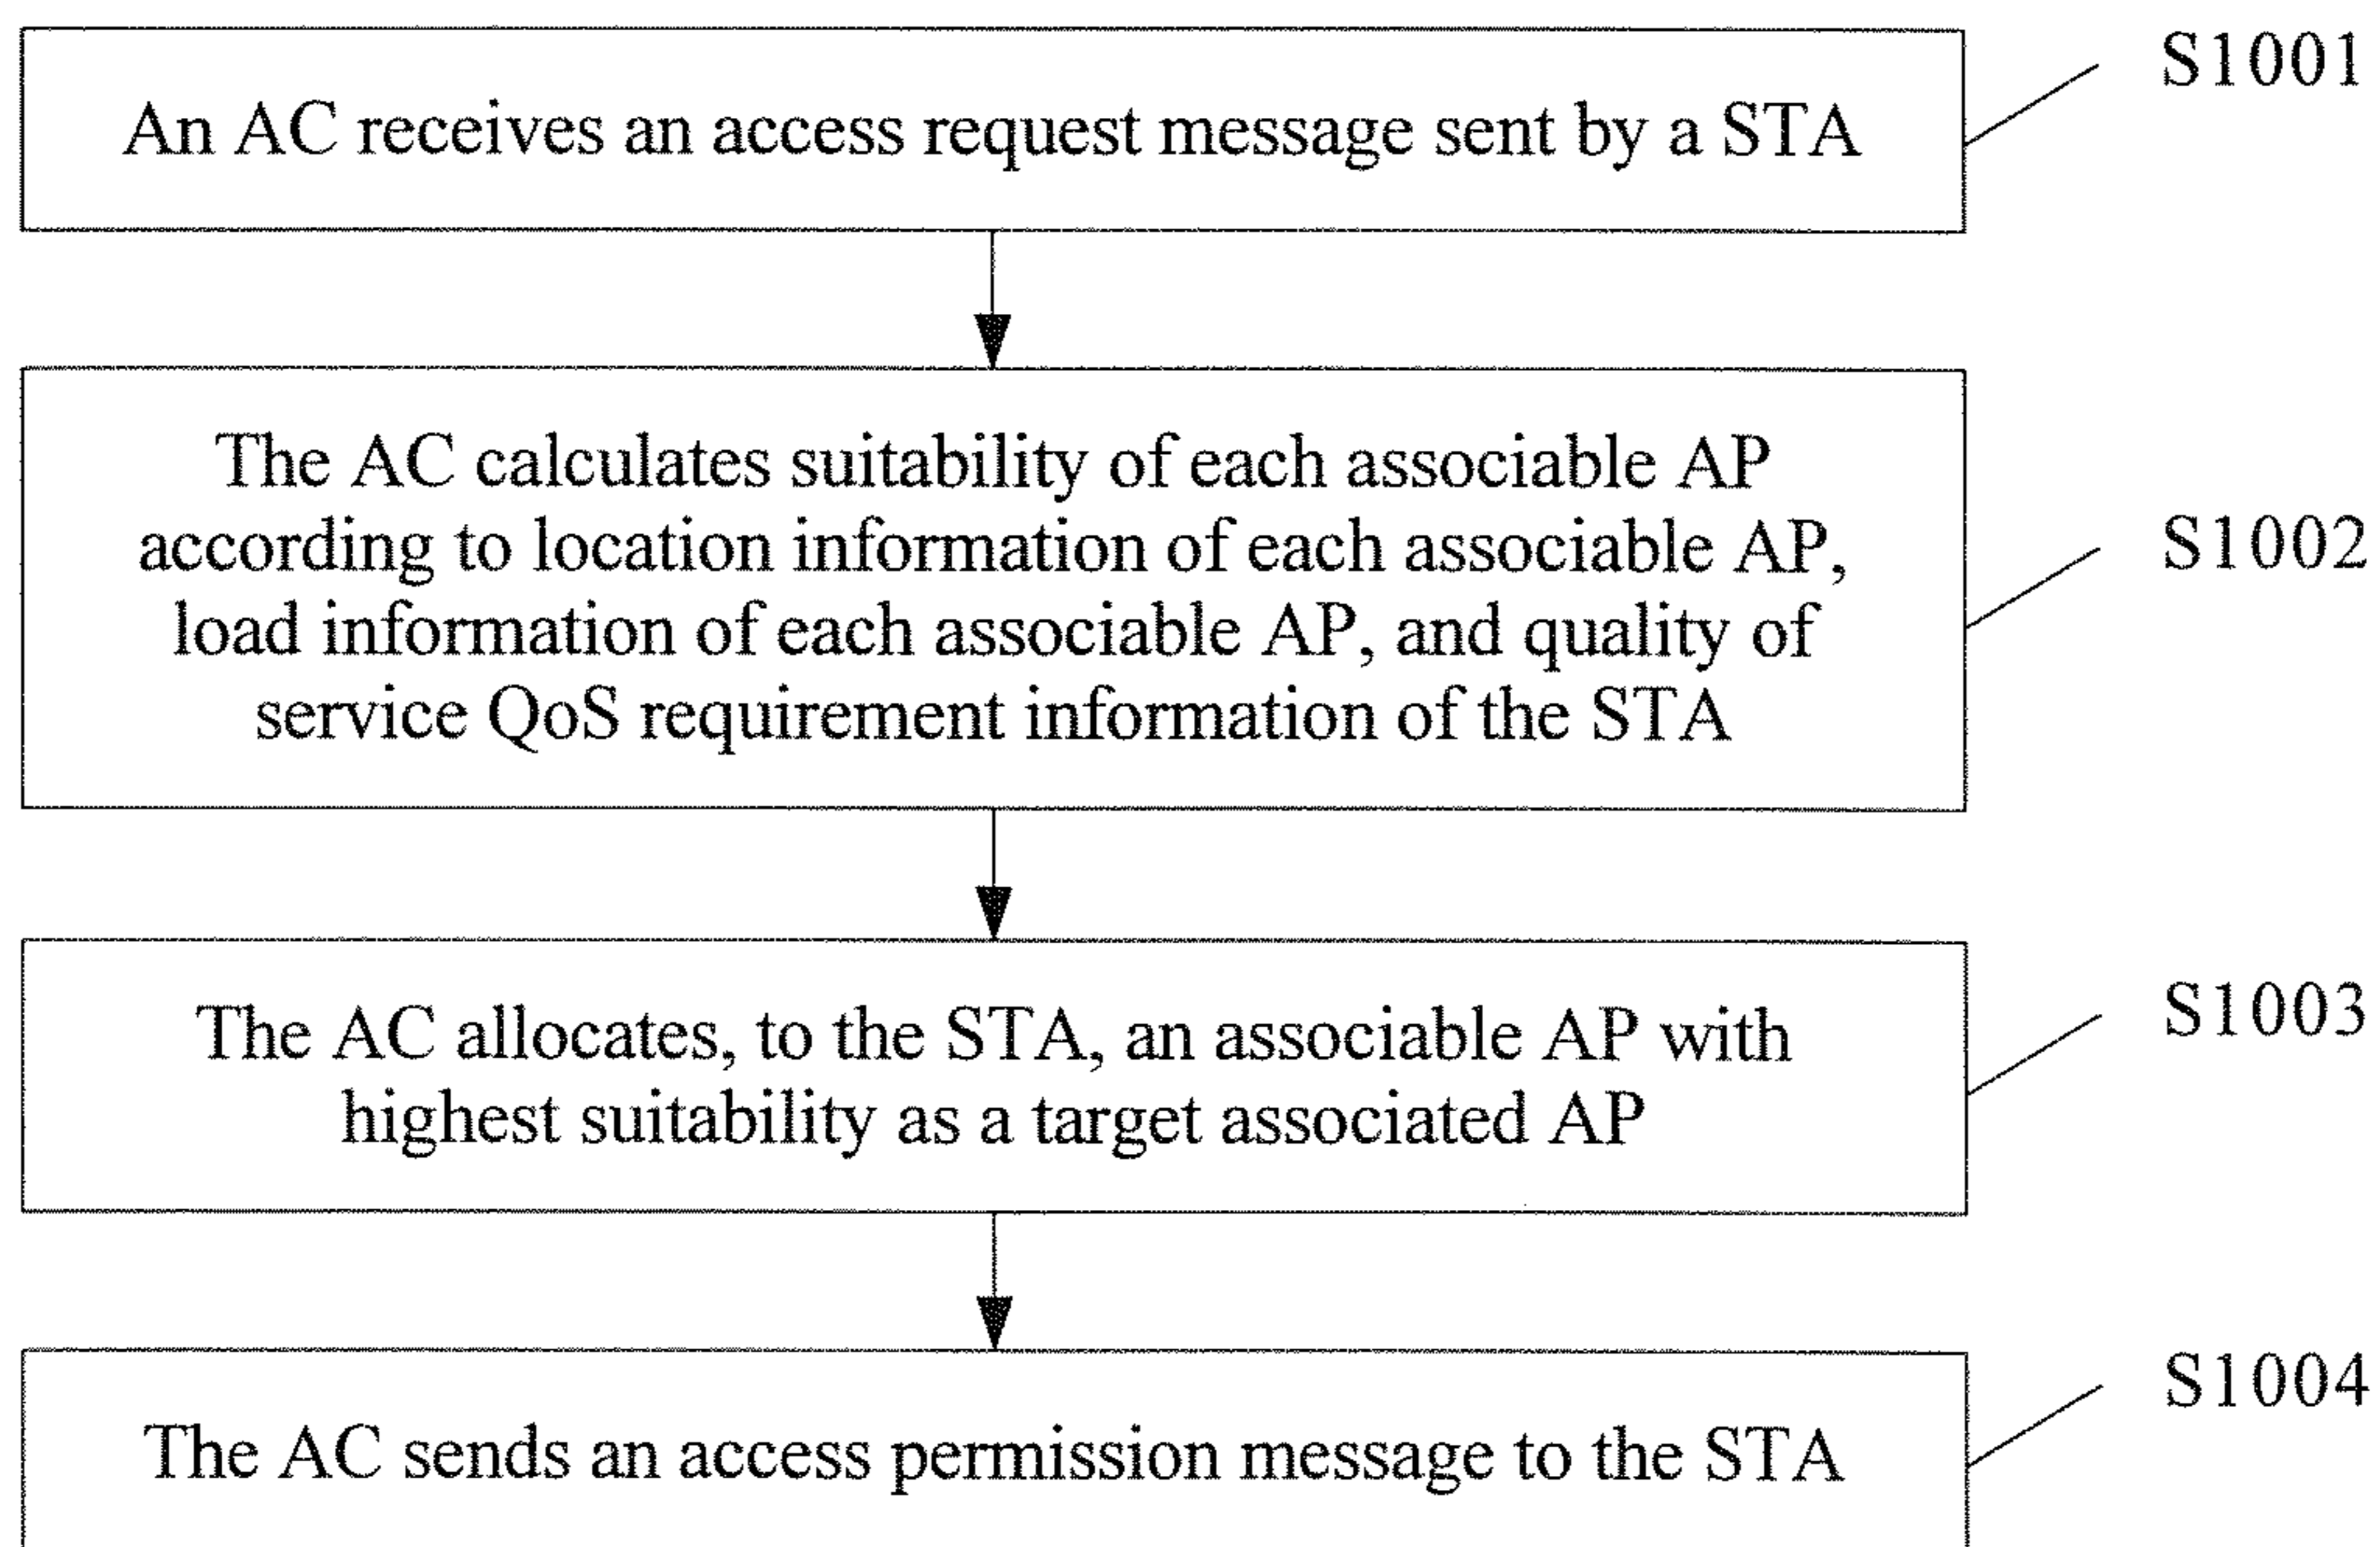 An AC receives an access request message sent by a STA
S1001
The AC calculates suitability of each associable AP
according to location information of each associable AP,
load information of each associable AP, and quality of
service QoS requirement information of the STA
S1002
The AC allocates, to the STA, an associable AP with
highest suitability as a target associated AP
S1003
The AC sends an access permission message to the STA
S1004